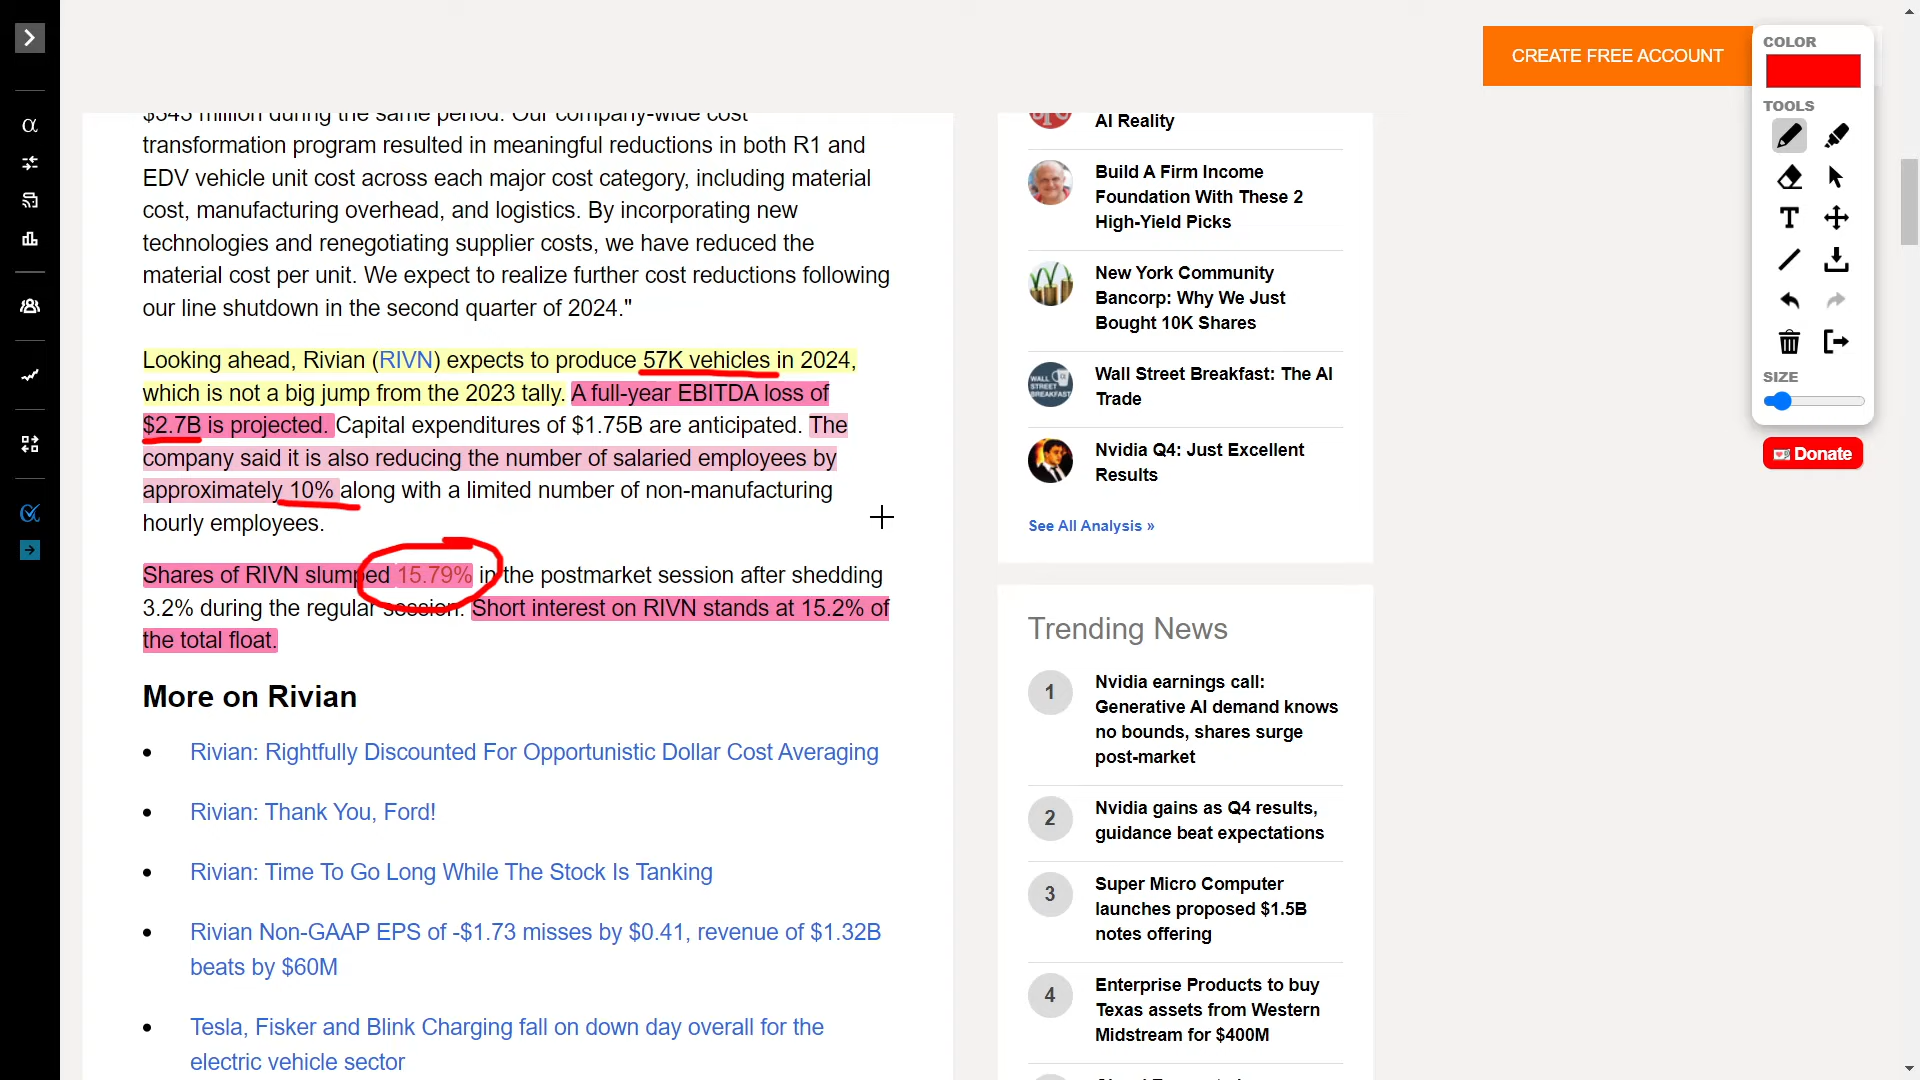 CREATE FREE ACCOUNT
COLOR
TOOLS
SIZE
Donate
$343 million during the same period. Our company-wide cost
transformation program resulted in meaningful reductions in both R1 and
EDV vehicle unit cost across each major cost category, including material
cost, manufacturing overhead, and logistics. By incorporating new
technologies and renegotiating supplier costs, we have reduced the
material cost per unit. We expect to realize further cost reductions following
our line shutdown in the second quarter of 2024."
Looking ahead, Rivian (RIVN) expects to produce 57K vehicles in 2024,
which is not a big jump from the 2023 tally. A full-year EBITDA loss of
$2.7B is projected. Capital expenditures of $1.75B are anticipated. The
company said it is also reducing the number of salaried employees by
approximately 10% along with a limited number of non-manufacturing
hourly employees.
Shares of RIVN slumped 15.79% in the postmarket session after shedding
3.2% during the regular session. Short interest on RIVN stands at 15.2% of
the total float.
More on Rivian
Rivian: Rightfully Discounted For Opportunistic Dollar Cost Averaging
Rivian: Thank You, Ford!
Rivian: Time To Go Long While The Stock Is Tanking
Rivian Non-GAAP EPS of -$1.73 misses by $0.41, revenue of $1.32B
beats by $60M
Tesla, Fisker and Blink Charging fall on down day overall for the
electric vehicle sector
AI Reality
Build A Firm Income
Foundation With These 2
High-Yield Picks
New York Community
Bancorp: Why We Just
Bought 10K Shares
WALL
STREET
BREAKFAST
Wall Street Breakfast: The AI
Trade
Nvidia Q4: Just Excellent
Results
See All Analysis »
Trending News
1
Nvidia earnings call:
Generative AI demand knows
no bounds, shares surge
post-market
2
Nvidia gains as Q4 results,
guidance beat expectations
3
Super Micro Computer
launches proposed $1.5B
notes offering
4
Enterprise Products to buy
Texas assets from Western
Midstream for $400M